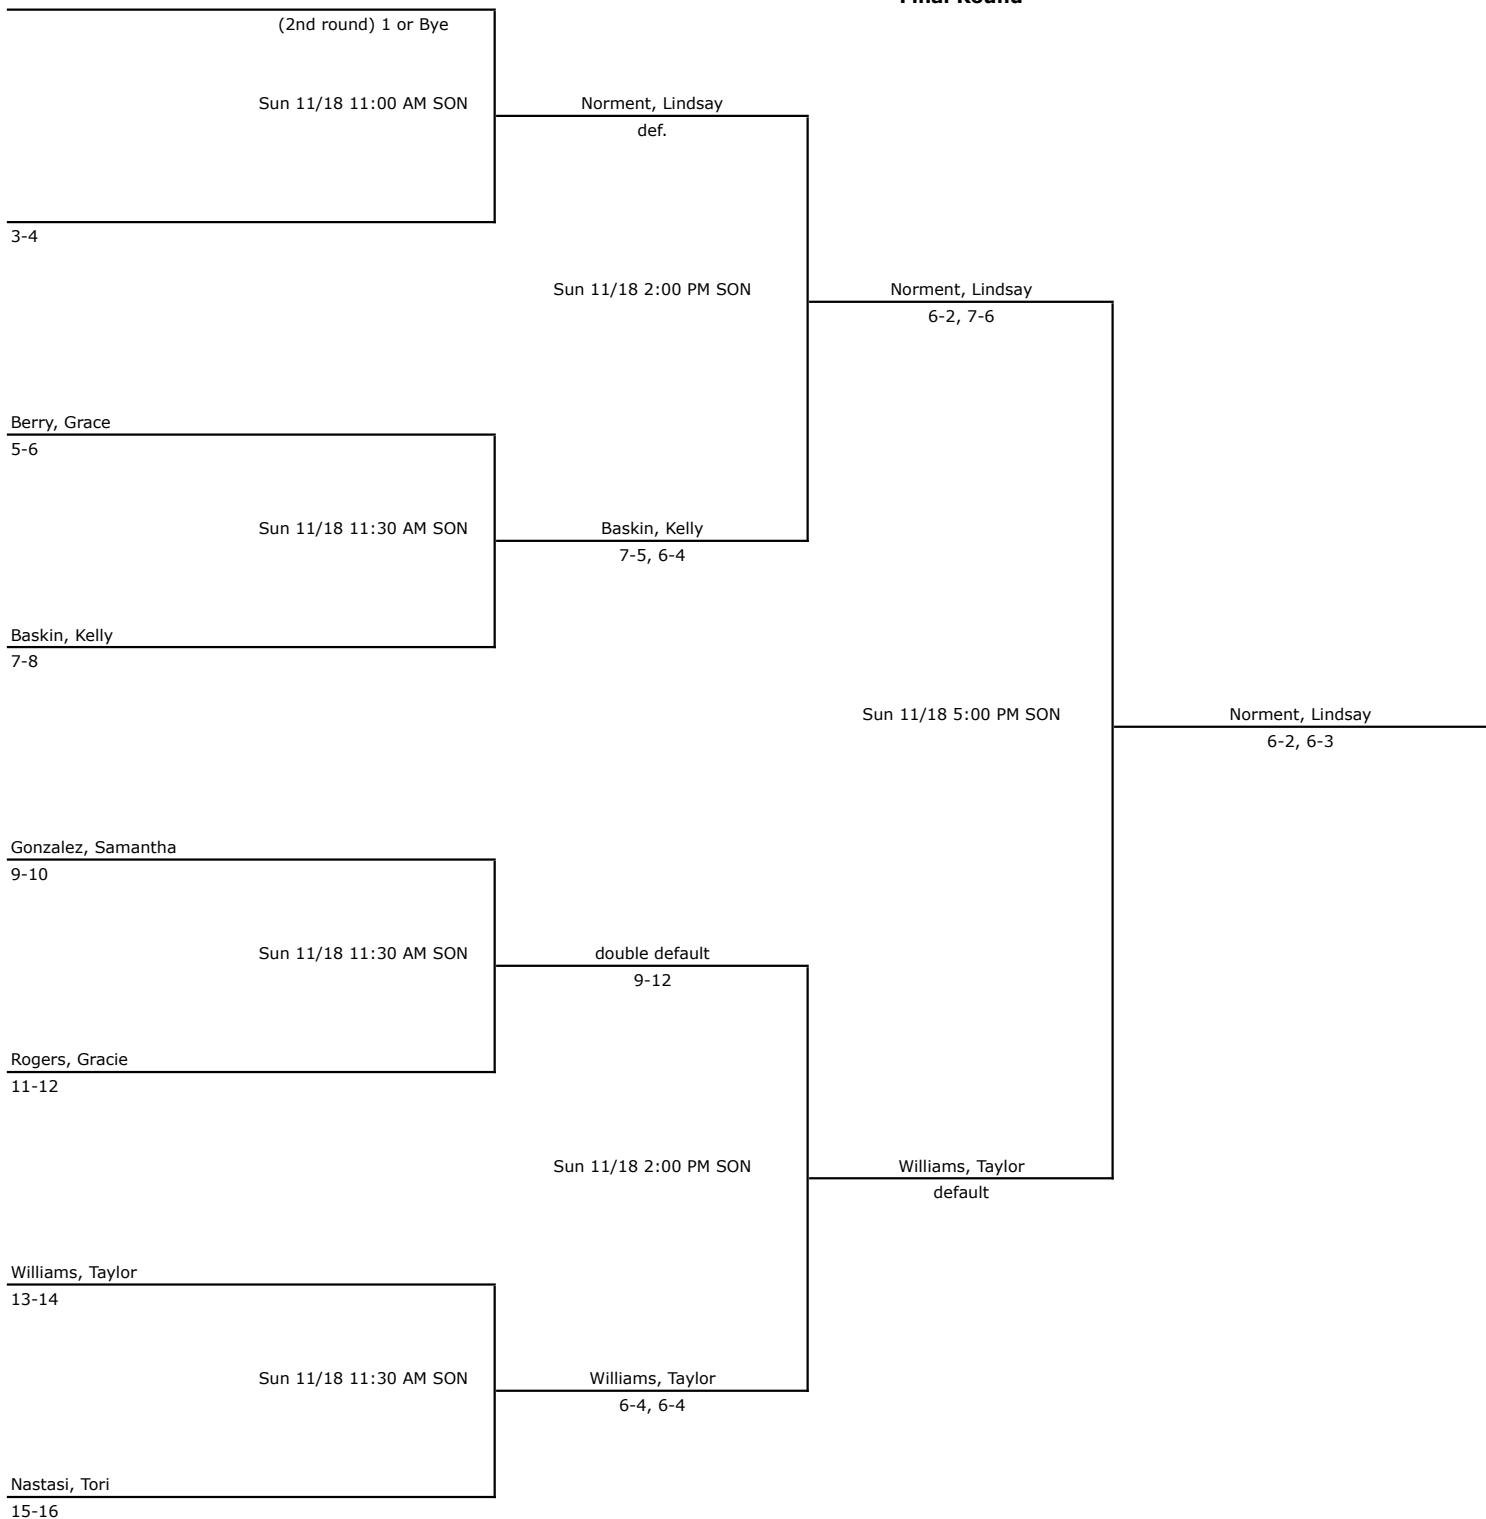 Final Round
(2nd round) 1 or Bye
Sun 11/18 11:00 AM SON
Norment, Lindsay
def.
3-4
Sun 11/18 2:00 PM SON
Norment, Lindsay
6-2, 7-6
Berry, Grace
5-6
Sun 11/18 11:30 AM SON
Baskin, Kelly
7-5, 6-4
Baskin, Kelly
7-8
Sun 11/18 5:00 PM SON
Norment, Lindsay
6-2, 6-3
Gonzalez, Samantha
9-10
Sun 11/18 11:30 AM SON
double default
9-12
Rogers, Gracie
11-12
Sun 11/18 2:00 PM SON
Williams, Taylor
default
Williams, Taylor
13-14
Sun 11/18 11:30 AM SON
Williams, Taylor
6-4, 6-4
Nastasi, Tori
15-16